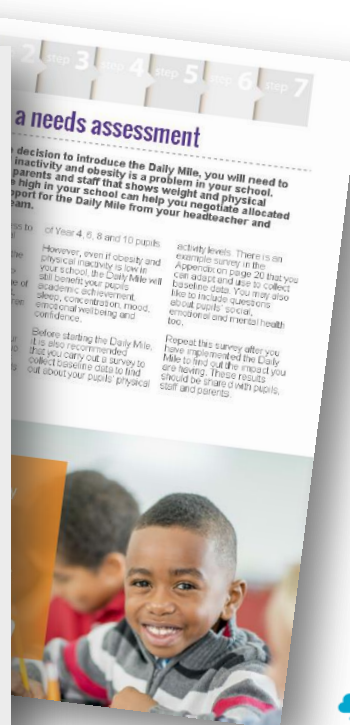 2 step 3 step 4 step 5 step 6 step 7
a needs assessment
decision to introduce the Daily Mile, you will need to
inactivity and obesity is a problem in your school.
parents and staff that shows weight and physical
high in your school can help you negotiate allocated
port for the Daily Mile from your headteacher and
eam.
of Year 4, 6, 8 and 10 pupils
However, even if obesity and
physical inactivity is low in
your school, the Daily Mile will
still benefit your pupils
academic achievement,
sleep, concentration, mood,
emotional wellbeing and
confidence.
Before starting the Daily Mile,
it is also recommended
that you carry out a survey to
collect baseline data to find
out about your pupils' physical
activity levels. There is an
example survey in the
Appendix on page 20 that you
can adapt and use to collect
baseline data. You may also
like to include questions
about pupils' social,
emotional and mental health
too.
Repeat this survey after you
have implemented the Daily
Mile to find out the impact you
are having. These results
should be shared with pupils,
staff and parents.